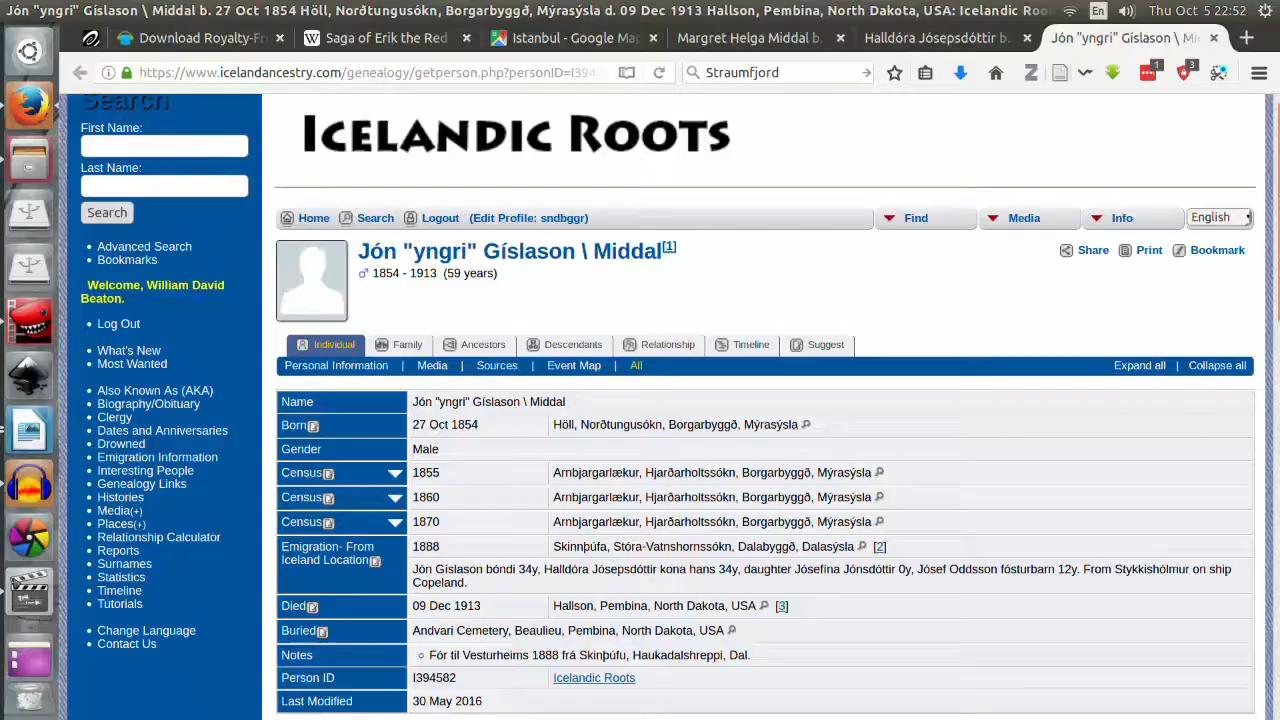 Jón "yngri" Gíslason \ Middal b. 27 Oct 1854 Höll, Norðtungusókn, Borgarbyggð, Mýrasýsla d. 09 Dec 1913 Hallson, Pembina, North Dakota, USA: Icelandic
En
Thu Oct 5 22:52
Download Royalty-Fr
Saga of Erik the Red
Istanbul - Google Ma
Margret Helga Middal b.
Halldóra Jósepsdóttir b.
Jón "yngri" Gíslason \ Mi
https://www.icelandancestry.com/genealogy/getperson.php?personID=I394
Straumfjord
1
3
Search
First Name:
Last Name:
Search
Advanced Search
Bookmarks
Welcome, William David
Beaton.
Log Out
What's New
Most Wanted
Also Known As (AKA)
Biography/Obituary
Clergy
Dates and Anniversaries
Drowned
Emigration Information
Interesting People
Genealogy Links
Histories
Media(+)
Places(+)
Relationship Calculator
Reports
Surnames
Statistics
Timeline
Tutorials
Change Language
Contact Us
Icelandic Roots
Home Search Logout (Edit Profile: sndbggr) Find Media Info English
Jón "yngri" Gíslason \ Middal[1]
♂ 1854 - 1913 (59 years)
Share Print Bookmark
Individual Family Ancestors Descendants Relationship Timeline Suggest
Personal Information | Media | Sources | Event Map | All Expand all | Collapse all
Name Jón "yngri" Gíslason \ Middal
Born 27 Oct 1854 Höll, Norðtungusókn, Borgarbyggð, Mýrasýsla
Gender Male
Census 1855 Arnbjargarlækur, Hjarðarholtssókn, Borgarbyggð, Mýrasýsla
Census 1860 Arnbjargarlækur, Hjarðarholtssókn, Borgarbyggð, Mýrasýsla
Census 1870 Arnbjargarlækur, Hjarðarholtssókn, Borgarbyggð, Mýrasýsla
Emigration- From
Iceland Location
1888 Skinnþúfa, Stóra-Vatnshornssókn, Dalabyggð, Dalasýsla [2]
Jón Gíslason bóndi 34y, Halldóra Jósepsdóttir kona hans 34y, daughter Jósefína Jónsdóttir 0y, Jósef Oddsson fósturbarn 12y. From Stykkishólmur on ship
Copeland.
Died 09 Dec 1913 Hallson, Pembina, North Dakota, USA [3]
Buried Andvari Cemetery, Beaulieu, Pembina, North Dakota, USA
Notes Fór til Vesturheims 1888 frá Skinþúfu, Haukadalshreppi, Dal.
Person ID I394582 Icelandic Roots
Last Modified 30 May 2016